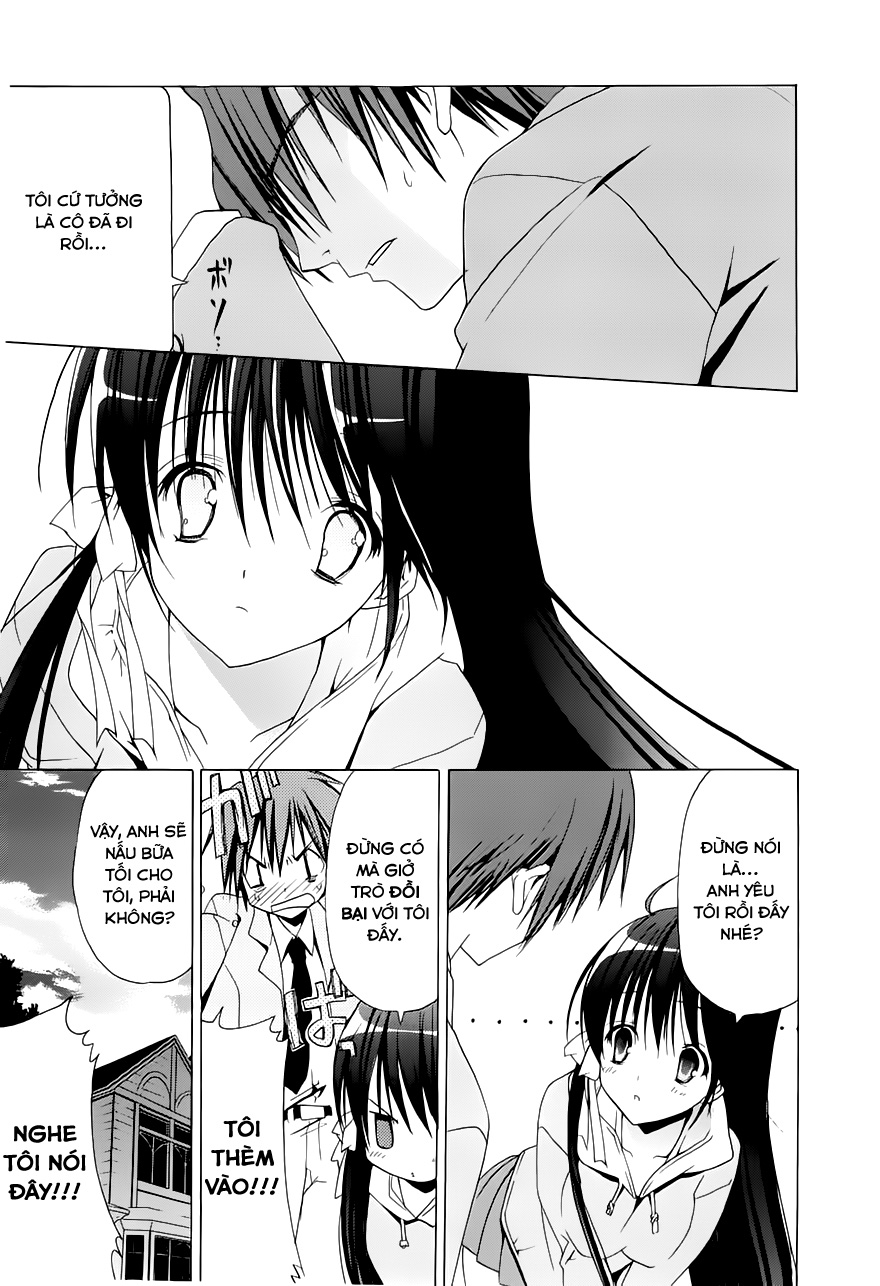 TÔI CỨ TƯỞNG
LÀ CÔ ĐÃ ĐI
RỒI...
ボソ…
ĐỪNG NÓI
LÀ...
ANH YÊU
TÔI RỒI ĐẤY
NHÉ?
ĐỪNG CÓ
MÀ GIỞ
TRÒ ĐỒI
BẠI VỚI TÔI
ĐẤY.
がば
TÔI
THÈM
VÀO!!!
VẬY, ANH SẼ
NẤU BỮA
TỐI CHO
TÔI, PHẢI
KHÔNG?
NGHE
TÔI NÓI
ĐÂY!!!